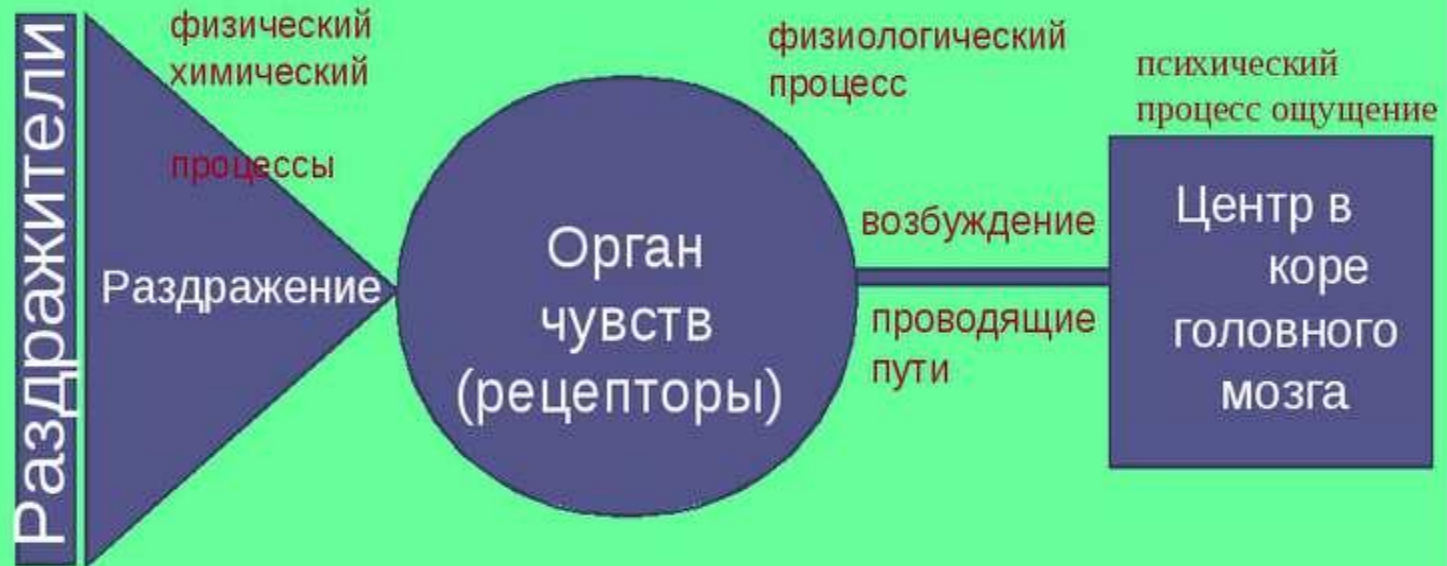 Раздражители
физический
химический
процессы
Раздражение
Орган
чувств
(рецепторы)
физиологический
процесс
возбуждение
проводящие
пути
психический
процесс ощущение
Центр в
коре
головного
мозга